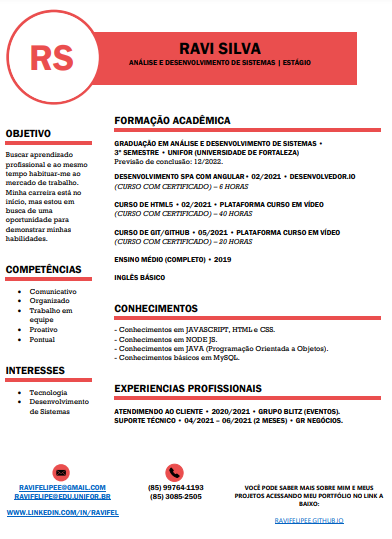 RS
RAVI SILVA
ANÁLISE E DESENVOLVIMENTO DE SISTEMAS | ESTÁGIO
OBJETIVO
Buscar aprendizado
profissional e ao mesmo
tempo habituar-me ao
mercado de trabalho.
Minha carreira está no
início, mas estou em
busca de uma
oportunidade para
demonstrar minhas
habilidades.
COMPETÊNCIAS
• Comunicativo
• Organizado
• Trabalho em
equipe
• Proativo
• Pontual
INTERESSES
• Tecnologia
• Desenvolvimento
de Sistemas
FORMAÇÃO ACADÊMICA
GRADUAÇÃO EM ANÁLISE E DESENVOLVIMENTO DE SISTEMAS •
3º SEMESTRE • UNIFOR (UNIVERSIDADE DE FORTALEZA)
Previsão de conclusão: 12/2022.
DESENVOLVIMENTO SPA COM ANGULAR • 02/2021 • DESENVOLVEDOR.IO
(CURSO COM CERTIFICADO) – 6 HORAS
CURSO DE HTML5 • 02/2021 • PLATAFORMA CURSO EM VÍDEO
(CURSO COM CERTIFICADO) – 40 HORAS
CURSO DE GIT/GITHUB • 05/2021 • PLATAFORMA CURSO EM VÍDEO
(CURSO COM CERTIFICADO) – 20 HORAS
ENSINO MÉDIO (COMPLETO) • 2019
INGLÊS BÁSICO
CONHECIMENTOS
- Conhecimentos em JAVASCRIPT, HTML e CSS.
- Conhecimentos em NODE JS.
- Conhecimentos em JAVA (Programação Orientada a Objetos).
- Conhecimentos básicos em MySQL.
EXPERIENCIAS PROFISSIONAIS
ATENDIMENDO AO CLIENTE • 2020/2021 • GRUPO BLITZ (EVENTOS).
SUPORTE TÉCNICO • 04/2021 – 06/2021 (2 MESES) • GR NEGÓCIOS.
RAVIFELIPEE@GMAIL.COM
RAVIFELIPE@EDU.UNIFOR.BR
WWW.LINKEDIN.COM/IN/RAVIFEL
(85) 99764-1193
(85) 3085-2505
VOCÊ PODE SABER MAIS SOBRE MIM E MEUS
PROJETOS ACESSANDO MEU PORTFÓLIO NO LINK A
BAIXO:
RAVIFELIPEE.GITHUB.IO